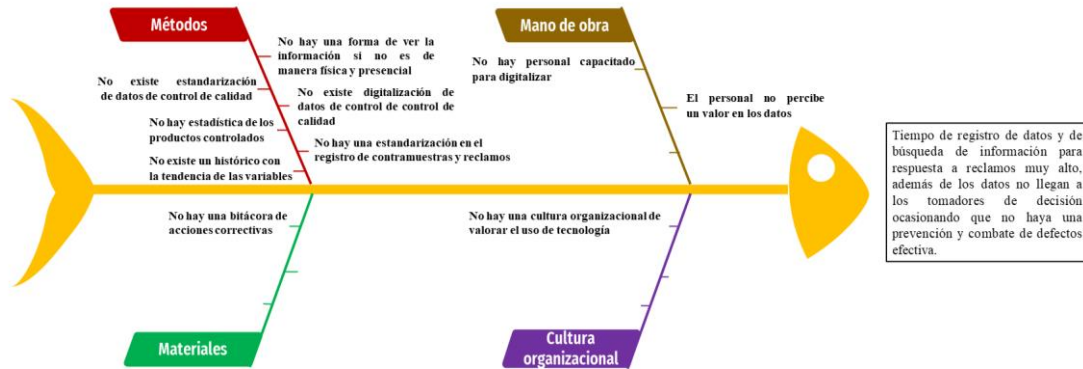 Métodos
No hay una forma de ver la
información si no es de
manera física y presencial
No existe estandarización
de datos de control de calidad
No existe digitalización de
datos de control de control de
calidad
No hay estadística de los
productos controlados
No hay una estandarización en el
registro de contramuestras y reclamos
No existe un histórico con
la tendencia de las variables
Mano de obra
No hay personal capacitado
para digitalizar
El personal no percibe
un valor en los datos
Tiempo de registro de datos y de
búsqueda de información para
respuesta a reclamos muy alto,
además de los datos no llegan a
los tomadores de decisión
ocasionando que no haya una
prevención y combate de defectos
efectiva.
No hay una bitácora de
acciones correctivas
Materiales
No hay una cultura organizacional de
valorar el uso de tecnología
Cultura
organizacional